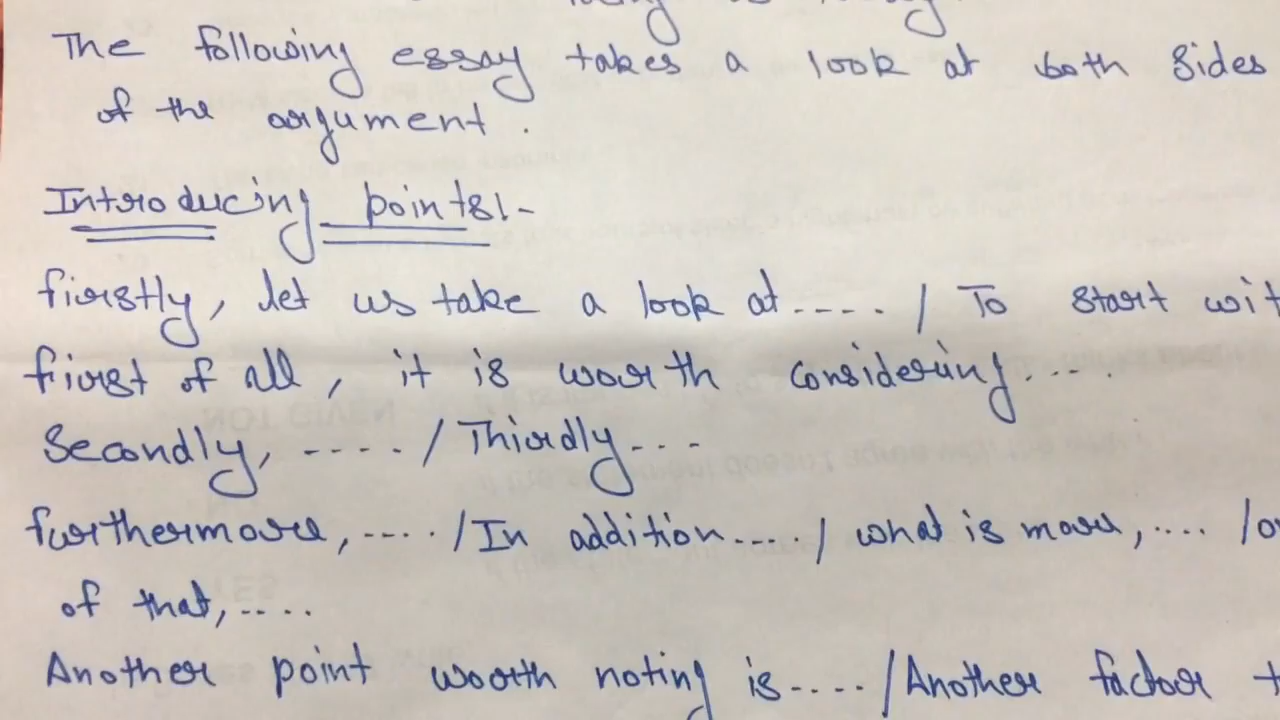 The following essay takes a look at both sides
of the argument.
Introducing points:-
firstly, let us take a look at.... / To start wit
first of all, it is worth considering....
Secondly, ..... / Thirdly....
furthermore, .... / In addition... / what is more, .... /o
of that, ....
Another point worth noting is.... / Another factor t